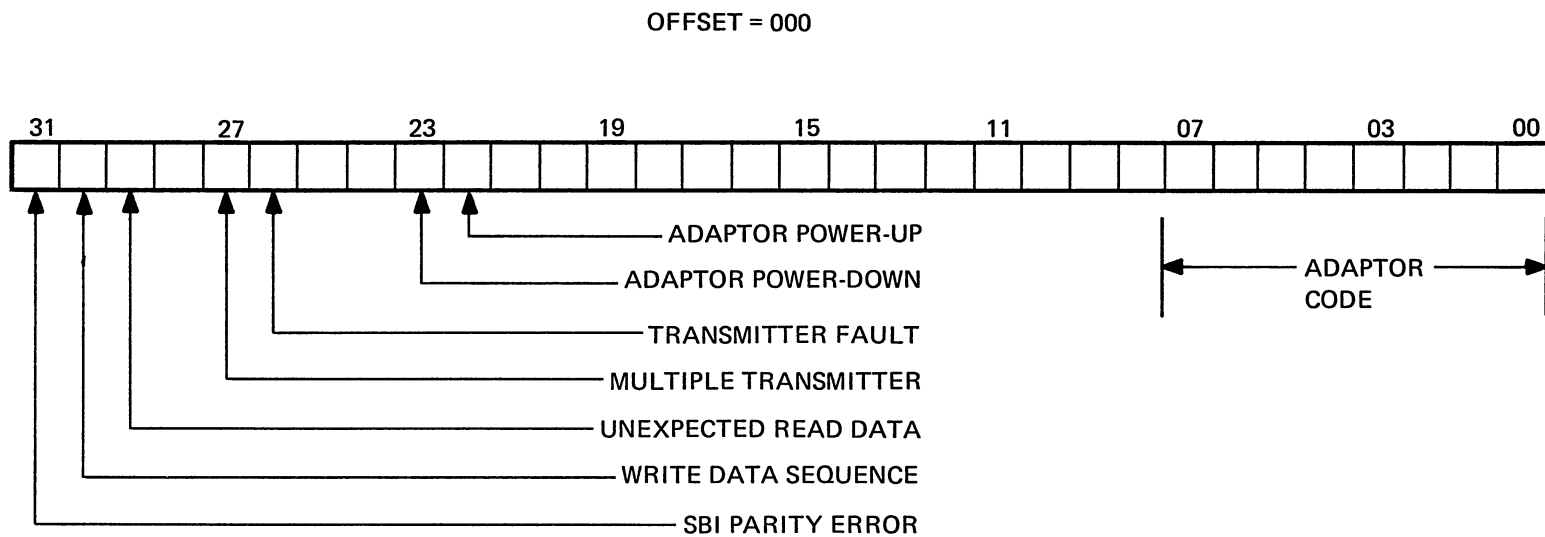 OFFSET = 000
31 27 23 19 15 11 07 03 00
ADAPTOR POWER-UP
ADAPTOR POWER-DOWN
TRANSMITTER FAULT
MULTIPLE TRANSMITTER
UNEXPECTED READ DATA
WRITE DATA SEQUENCE
SBI PARITY ERROR
ADAPTOR
CODE